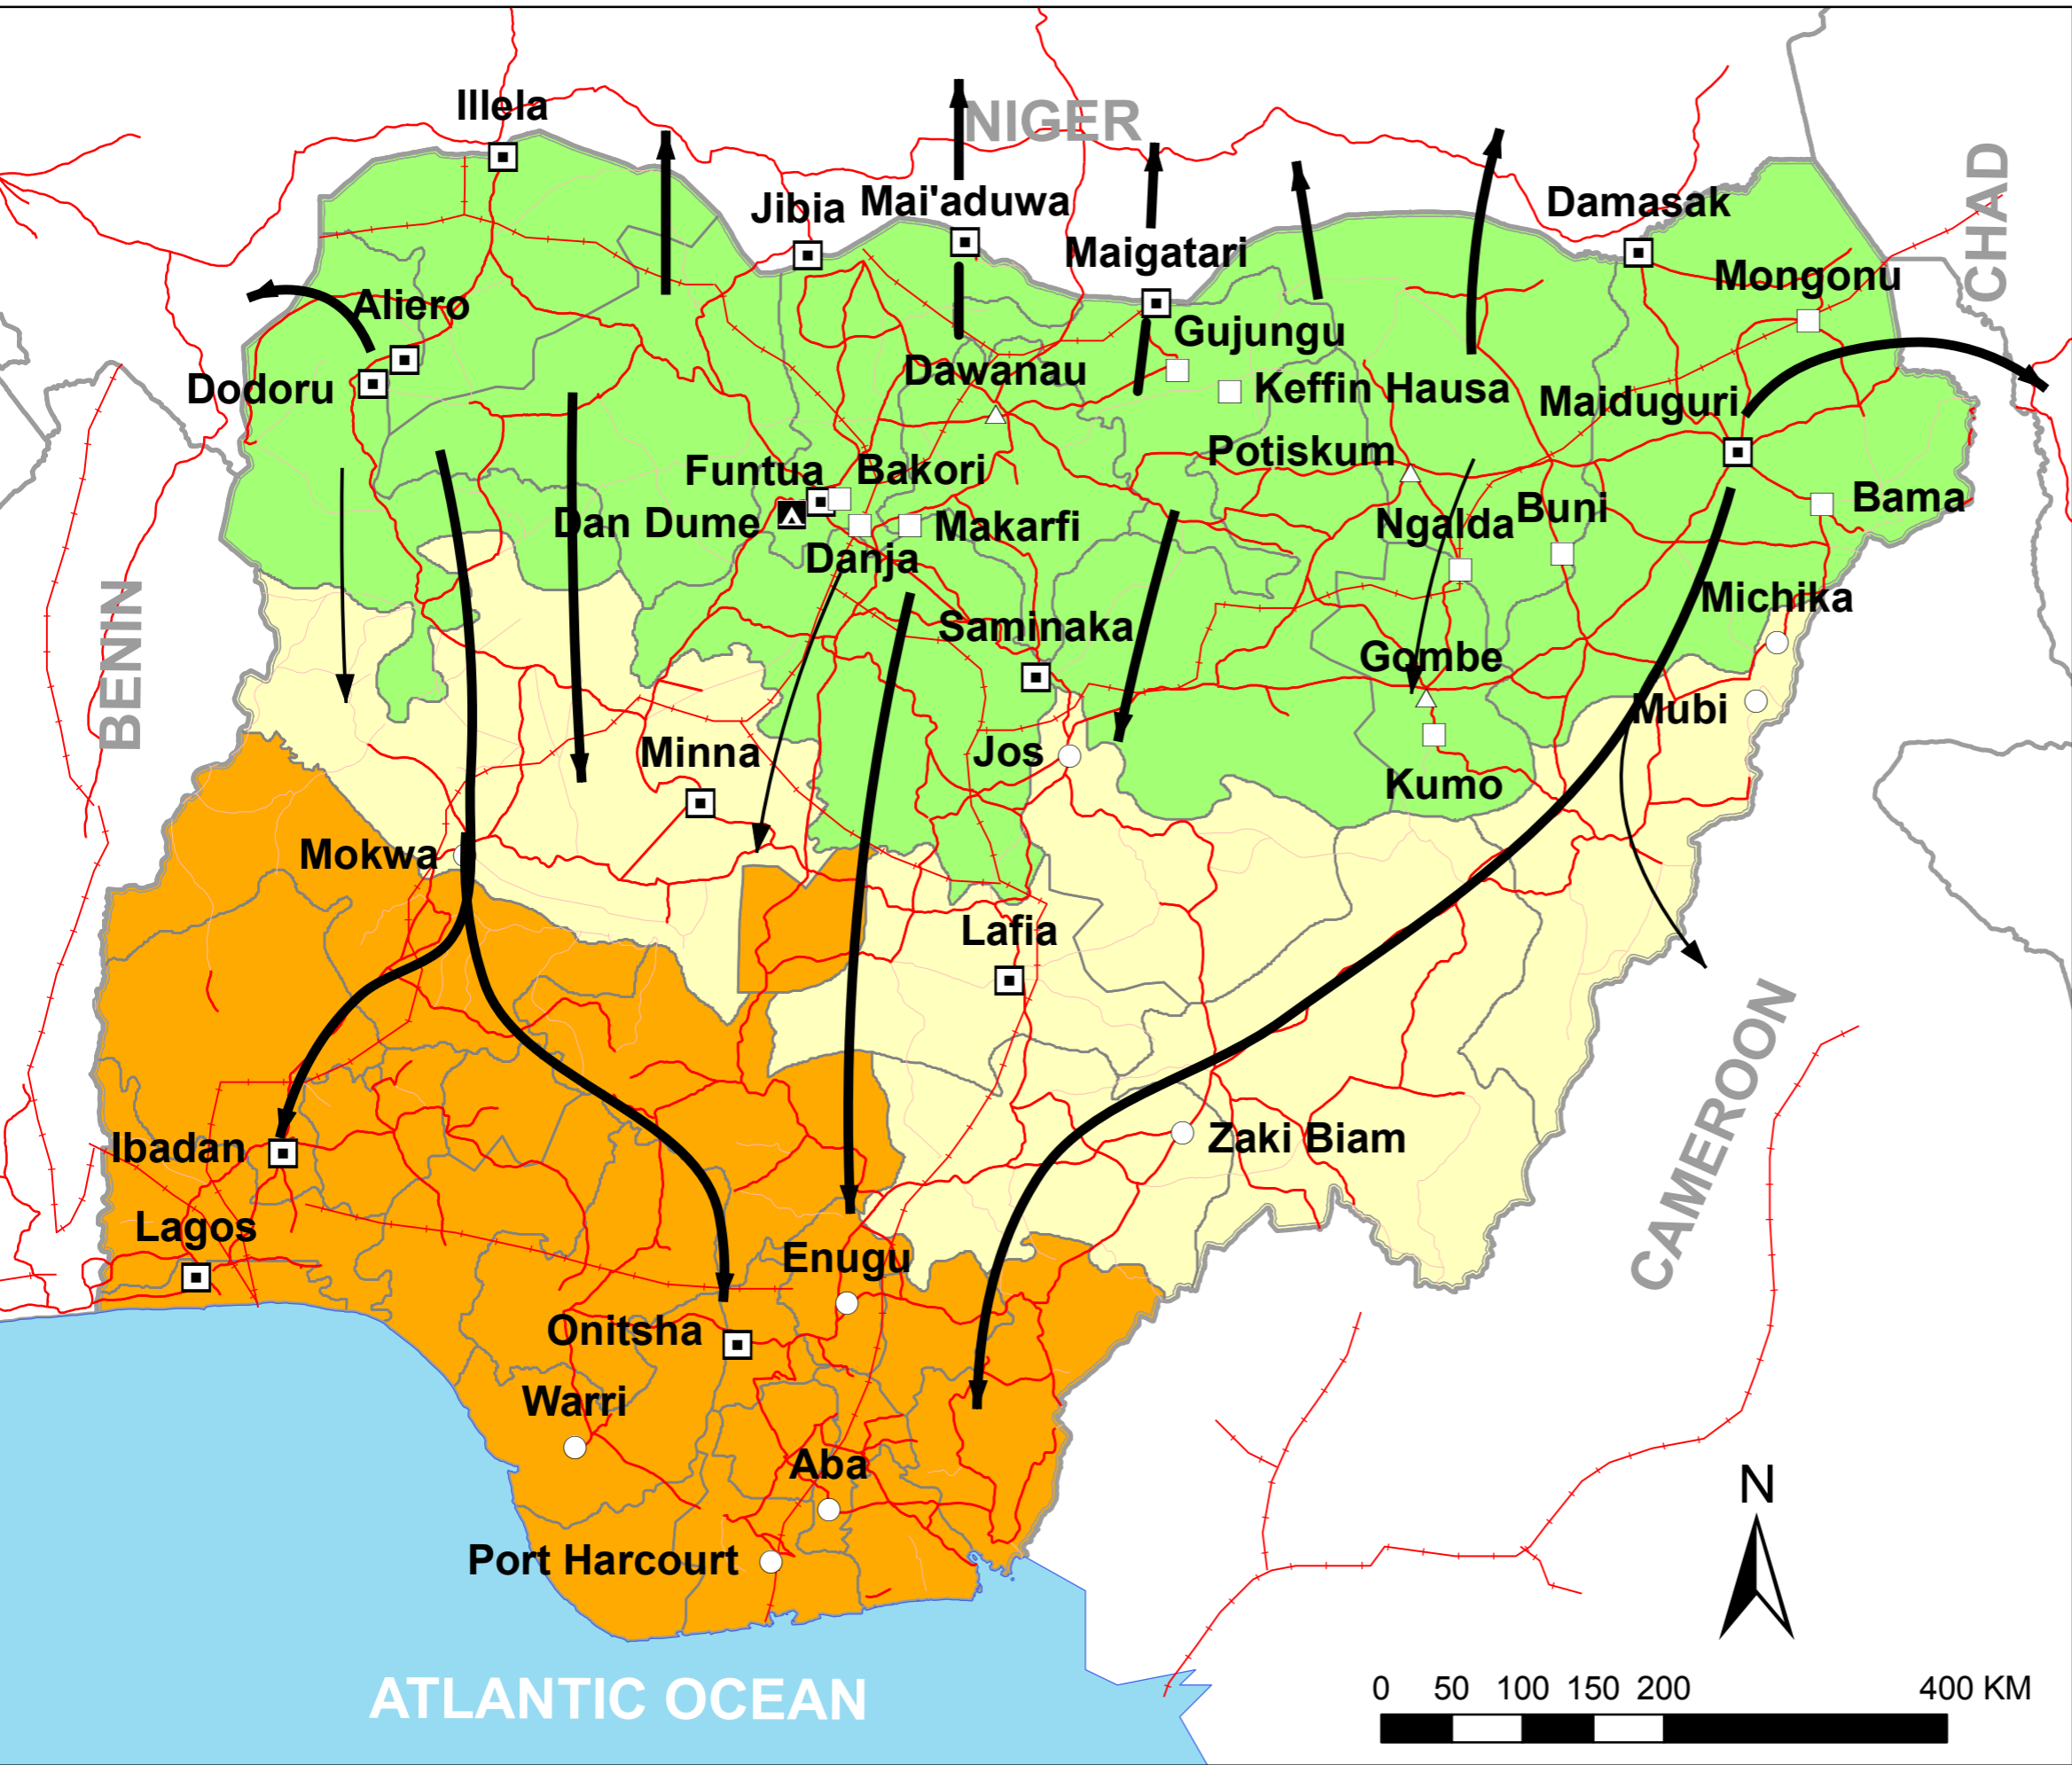 Illela
NIGER
CHAD
Jibia
Mai'aduwa
Damasak
Maigatari
Mongonu
Aliero
Gujungu
Dawanau
Dodoru
Keffin Hausa
Maiduguri
Potiskum
Funtua
Bakori
Bama
Buni
Dan Dume
Makarfi
Ngalda
Danja
BENIN
Michika
Saminaka
Gombe
Mubi
Minna
Jos
Kumo
Mokwa
Lafia
CAMEROON
Zaki Biam
Ibadan
Lagos
Enugu
Onitsha
Warri
Aba
N
Port Harcourt
ATLANTIC OCEAN
0 50 100 150 200 400 KM